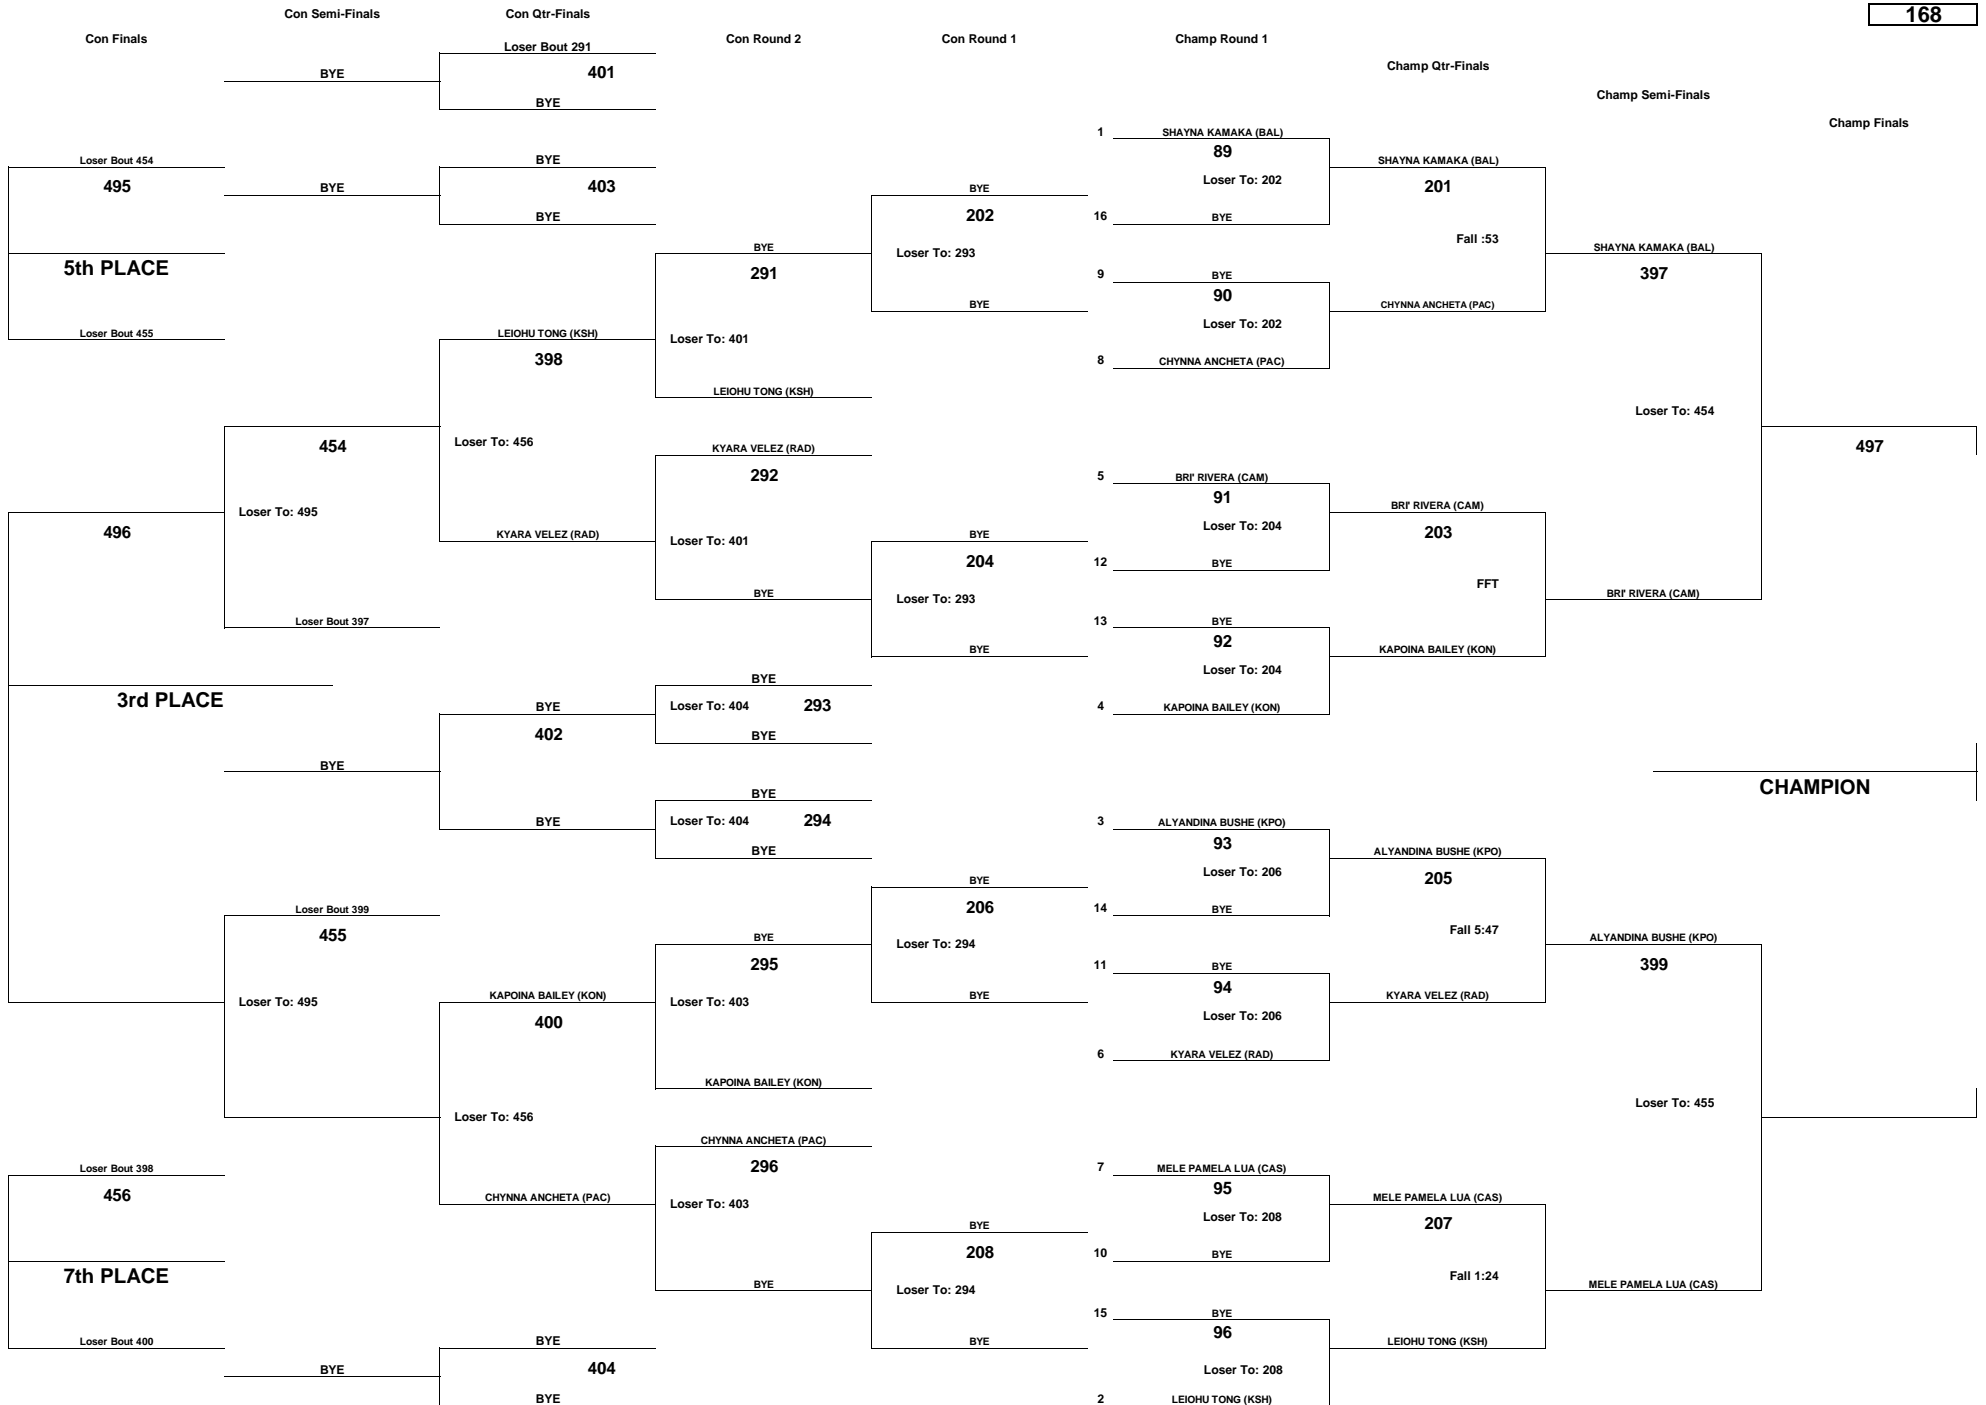 Con Semi-Finals
Con Qtr-Finals
168
Con Finals
Con Round 2
Con Round 1
Champ Round 1
Champ Qtr-Finals
Champ Semi-Finals
Champ Finals
Loser Bout 291
BYE
401
BYE
1 SHAYNA KAMAKA (BAL)
89
Loser To: 202
16 BYE
Loser Bout 454
495
BYE
BYE
403
BYE
5th PLACE
Loser Bout 455
BYE
202
Loser To: 293
BYE
BYE
291
Loser To: 401
LEIOHU TONG (KSH)
SHAYNA KAMAKA (BAL)
201
Fall :53
CHYNNA ANCHETA (PAC)
9 BYE
90
Loser To: 202
8 CHYNNA ANCHETA (PAC)
SHAYNA KAMAKA (BAL)
397
Loser To: 454
BRI' RIVERA (CAM)
LEIOHU TONG (KSH)
398
Loser To: 456
KYARA VELEZ (RAD)
454
Loser To: 495
Loser Bout 397
KYARA VELEZ (RAD)
292
Loser To: 401
BYE
5 BRI' RIVERA (CAM)
91
Loser To: 204
12 BYE
BRI' RIVERA (CAM)
203
FFT
KAPOINA BAILEY (KON)
497
496
BYE
204
Loser To: 293
BYE
13 BYE
92
Loser To: 204
4 KAPOINA BAILEY (KON)
3rd PLACE
BYE
Loser To: 404 293
BYE
BYE
402
BYE
BYE
BYE
Loser To: 404 294
BYE
CHAMPION
3 ALYANDINA BUSHE (KPO)
93
Loser To: 206
14 BYE
ALYANDINA BUSHE (KPO)
205
Fall 5:47
KYARA VELEZ (RAD)
BYE
206
Loser To: 294
BYE
Loser Bout 399
455
Loser To: 495
BYE
295
Loser To: 403
KAPOINA BAILEY (KON)
11 BYE
94
Loser To: 206
6 KYARA VELEZ (RAD)
ALYANDINA BUSHE (KPO)
399
Loser To: 455
MELE PAMELA LUA (CAS)
KAPOINA BAILEY (KON)
400
Loser To: 456
CHYNNA ANCHETA (PAC)
CHYNNA ANCHETA (PAC)
296
Loser To: 403
BYE
7 MELE PAMELA LUA (CAS)
95
Loser To: 208
10 BYE
Loser Bout 398
456
7th PLACE
Loser Bout 400
MELE PAMELA LUA (CAS)
207
Fall 1:24
LEIOHU TONG (KSH)
BYE
208
Loser To: 294
BYE
15 BYE
96
Loser To: 208
2 LEIOHU TONG (KSH)
BYE
BYE
404
BYE